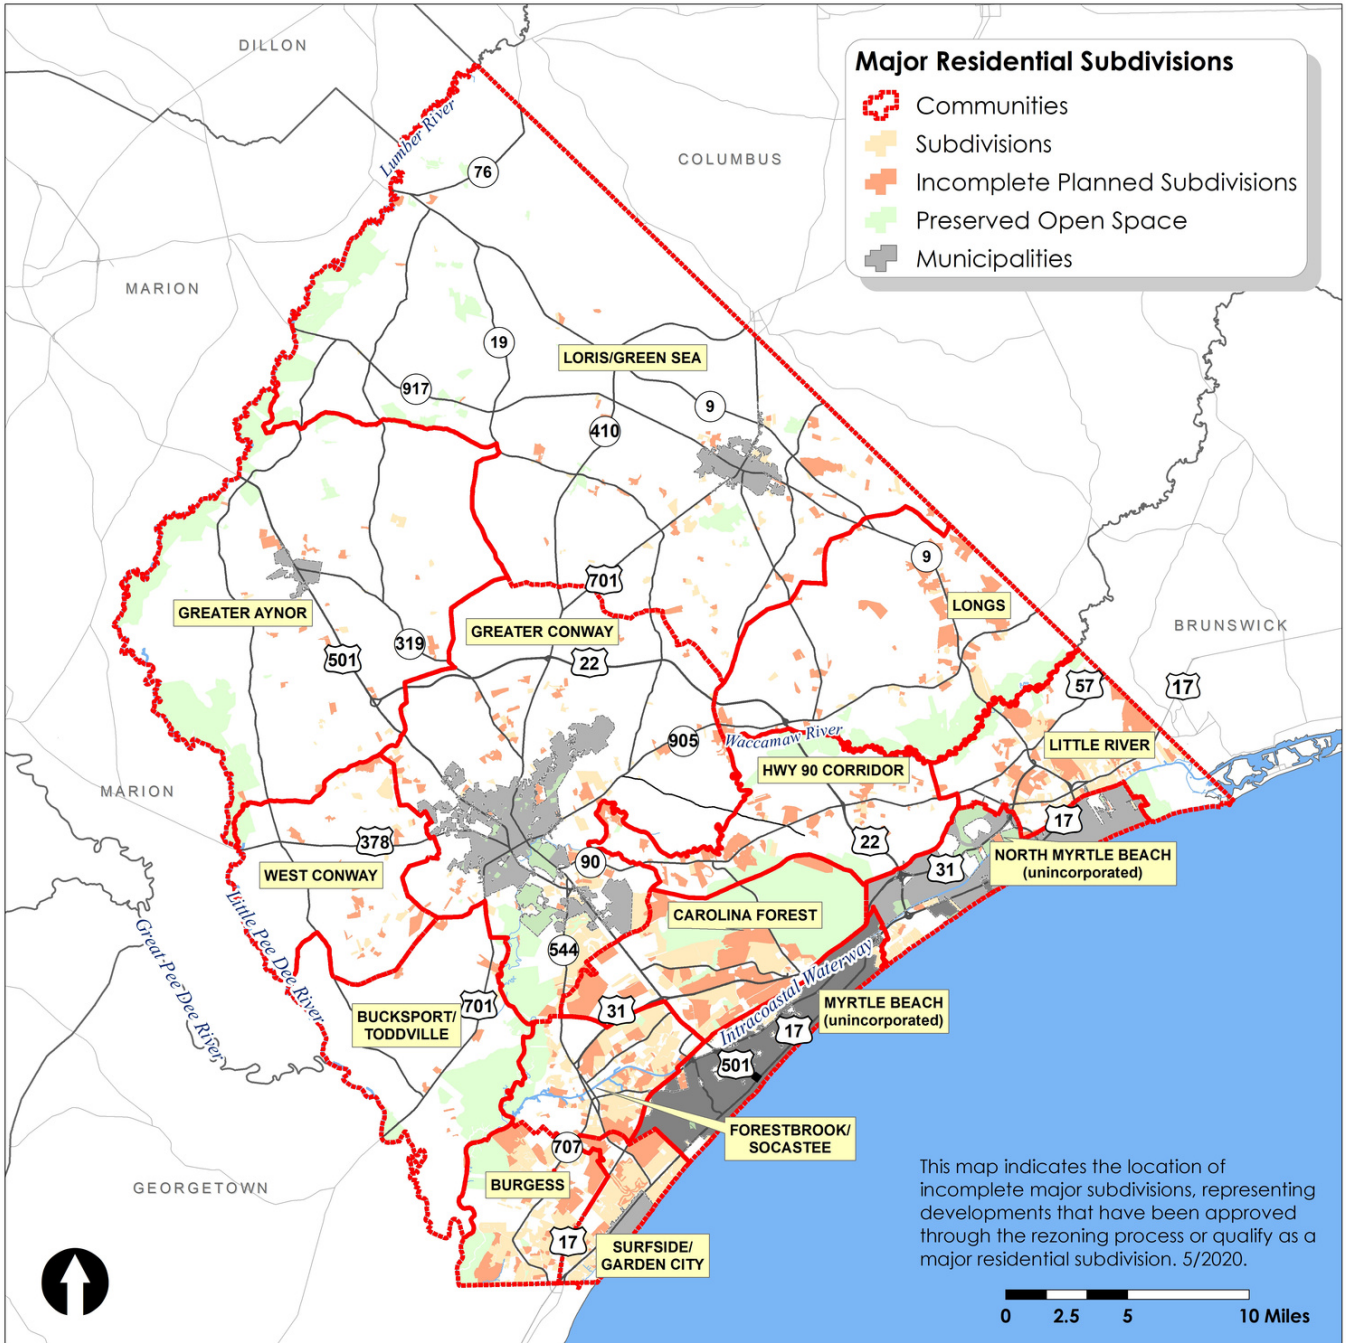 DILLON
COLUMBUS
MARION
MARION
BRUNSWICK
GEORGETOWN
Major Residential Subdivisions
Communities
Subdivisions
Incomplete Planned Subdivisions
Preserved Open Space
Municipalities
Lumber River
76
19
LORIS/GREEN SEA
917
9
410
9
701
LONGS
GREATER AYNOR
GREATER CONWAY
319
501
22
57
17
905
Waccamaw River
LITTLE RIVER
HWY 90 CORRIDOR
17
378
22
90
31
NORTH MYRTLE BEACH
(unincorporated)
WEST CONWAY
CAROLINA FOREST
Little Pee Dee River
Great Pee Dee River
544
Intracoastal Waterway
701
31
BUCKSPORT/
TODDVILLE
MYRTLE BEACH
(unincorporated)
17
501
FORESTBROOK/
SOCASTEE
707
BURGESS
17
SURFSIDE/
GARDEN CITY
This map indicates the location of
incomplete major subdivisions, representing
developments that have been approved
through the rezoning process or qualify as a
major residential subdivision. 5/2020.
0 2.5 5 10 Miles